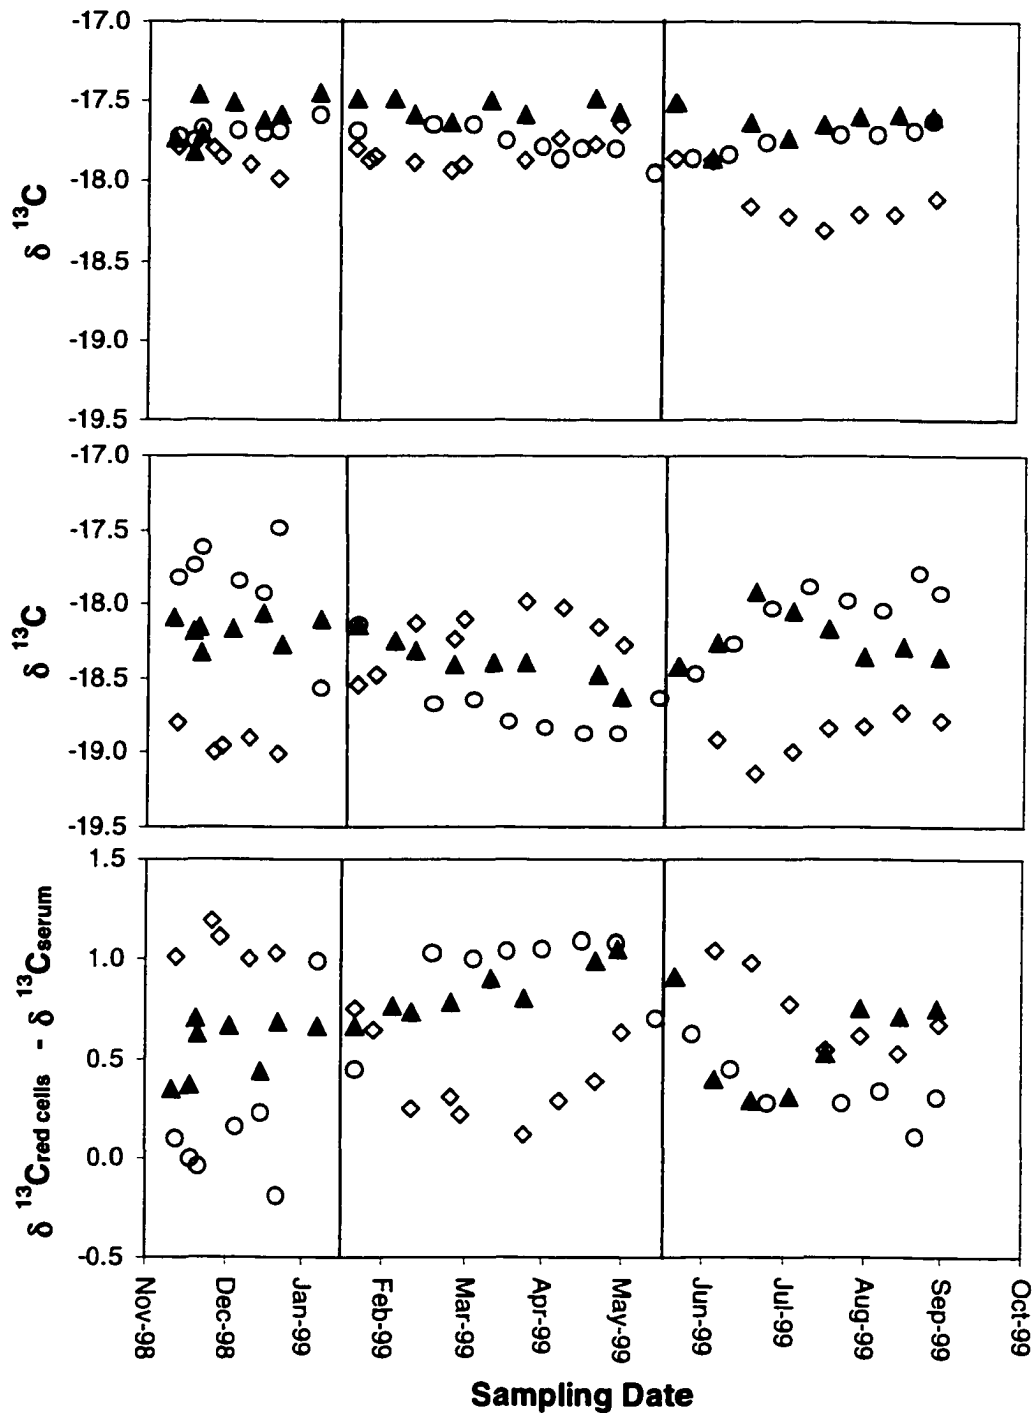 -17.0
-17.5
-18.0
-18.5
-19.0
-19.5
δ 13C
-17.0
-17.5
-18.0
-18.5
-19.0
-19.5
δ 13C
1.5
1.0
0.5
0.0
-0.5
δ 13Cred cells - δ 13Cserum
Nov-98
Dec-98
Jan-99
Feb-99
Mar-99
Apr-99
May-99
Jun-99
Jul-99
Aug-99
Sep-99
Oct-99
Sampling Date